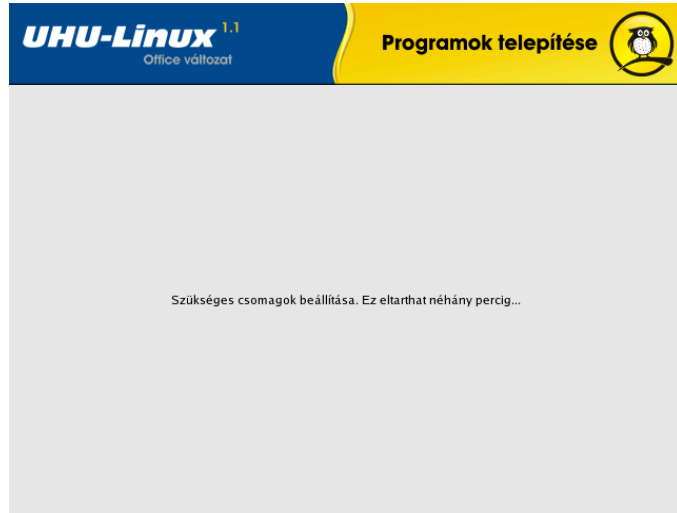 UHU-Linux 1.1
Office változat
Programok telepítése
Szükséges csomagok beállítása. Ez eltarthat néhány percig...